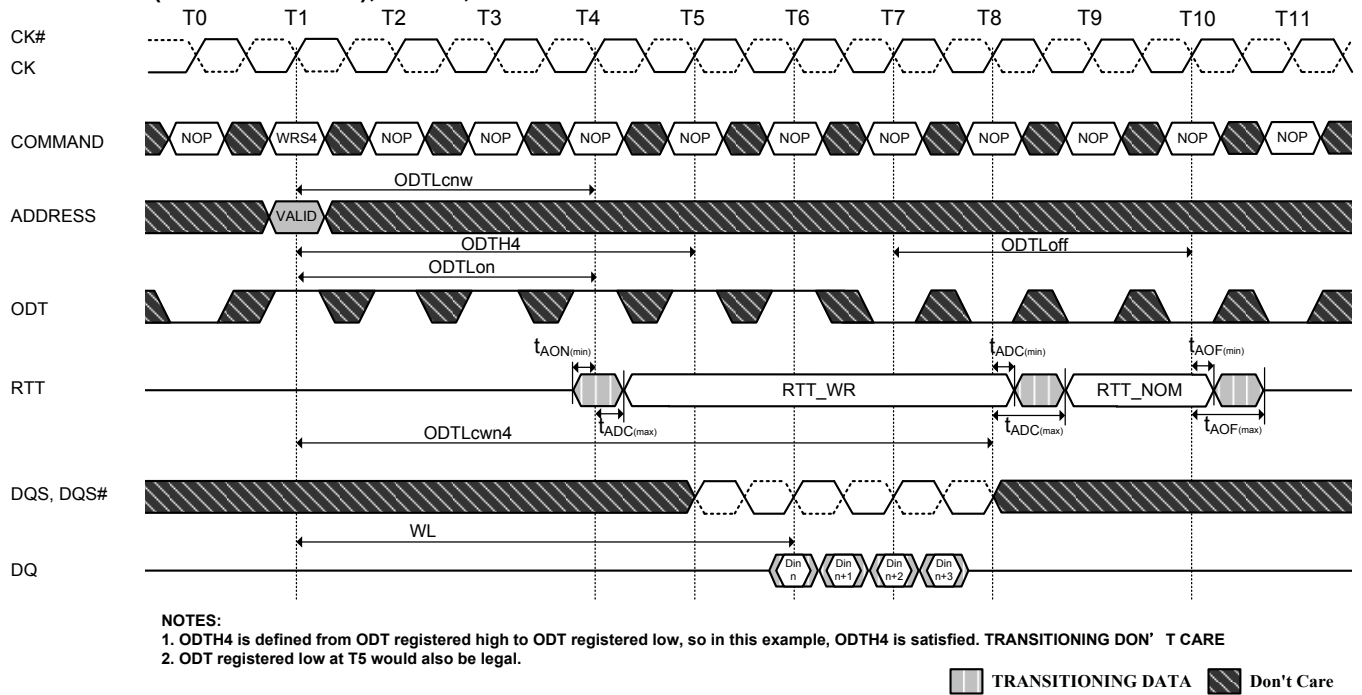 T0 T1 T2 T3 T4 T5 T6 T7 T8 T9 T10 T11
CK#
CK
COMMAND NOP WRS4 NOP NOP NOP NOP NOP NOP NOP NOP NOP NOP
ODTLcnw
ADDRESS VALID
ODTH4 ODTLoff
ODTLon
ODT
tAON(min) tADC(min) tAOF(min)
RTT RTT_WR RTT_NOM
tADC(max) tADC(max) tAOF(max)
ODTLcwn4
DQS, DQS#
WL
DQ Din n Din n+1 Din n+2 Din n+3
NOTES:
1. ODTH4 is defined from ODT registered high to ODT registered low, so in this example, ODTH4 is satisfied. TRANSITIONING DON’ T CARE
2. ODT registered low at T5 would also be legal.
TRANSITIONING DATA Don't Care